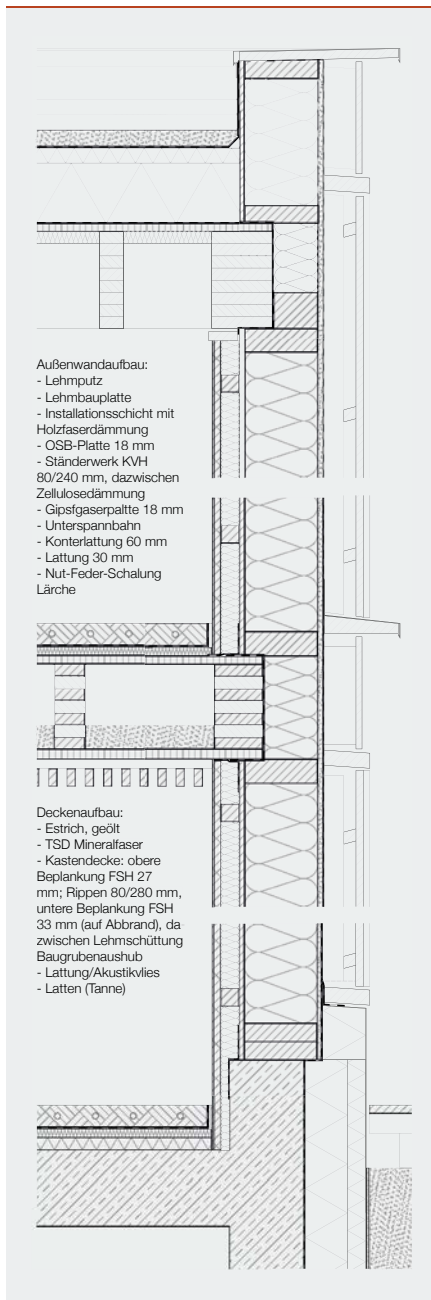 Außenwandaufbau:
- Lehmputz
- Lehmbauplatte
- Installationsschicht mit
Holzfaserdämmung
- OSB-Platte 18 mm
- Ständerwerk KVH
80/240 mm, dazwischen
Zellulosedämmung
- Gipsfgaserpaltte 18 mm
- Unterspannbahn
- Konterlattung 60 mm
- Lattung 30 mm
- Nut-Feder-Schalung
Lärche
Deckenaufbau:
- Estrich, geölt
- TSD Mineralfaser
- Kastendecke: obere
Beplankung FSH 27
mm; Rippen 80/280 mm,
untere Beplankung FSH
33 mm (auf Abbrand), da
zwischen Lehmschüttung
Baugrubenaushub
- Lattung/Akustikvlies
- Latten (Tanne)